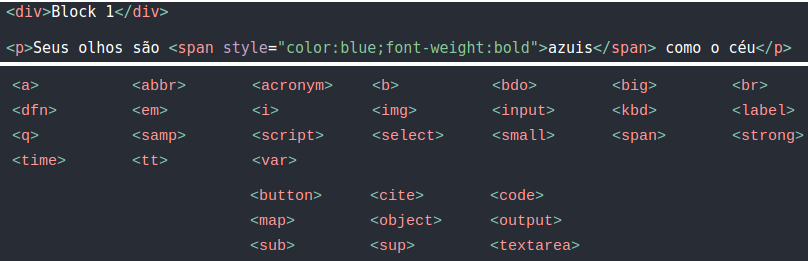 <div>Block 1</div>
<p>Seus olhos são <span style="color:blue;font-weight:bold">azuis</span> como o céu</p>
<a> <abbr> <acronym> <b> <bdo> <big> <br>
<dfn> <em> <i> <img> <input> <kbd> <label>
<q> <samp> <script> <select> <small> <span> <strong>
<time> <tt> <var>
<button> <cite> <code>
<map> <object> <output>
<sub> <sup> <textarea>